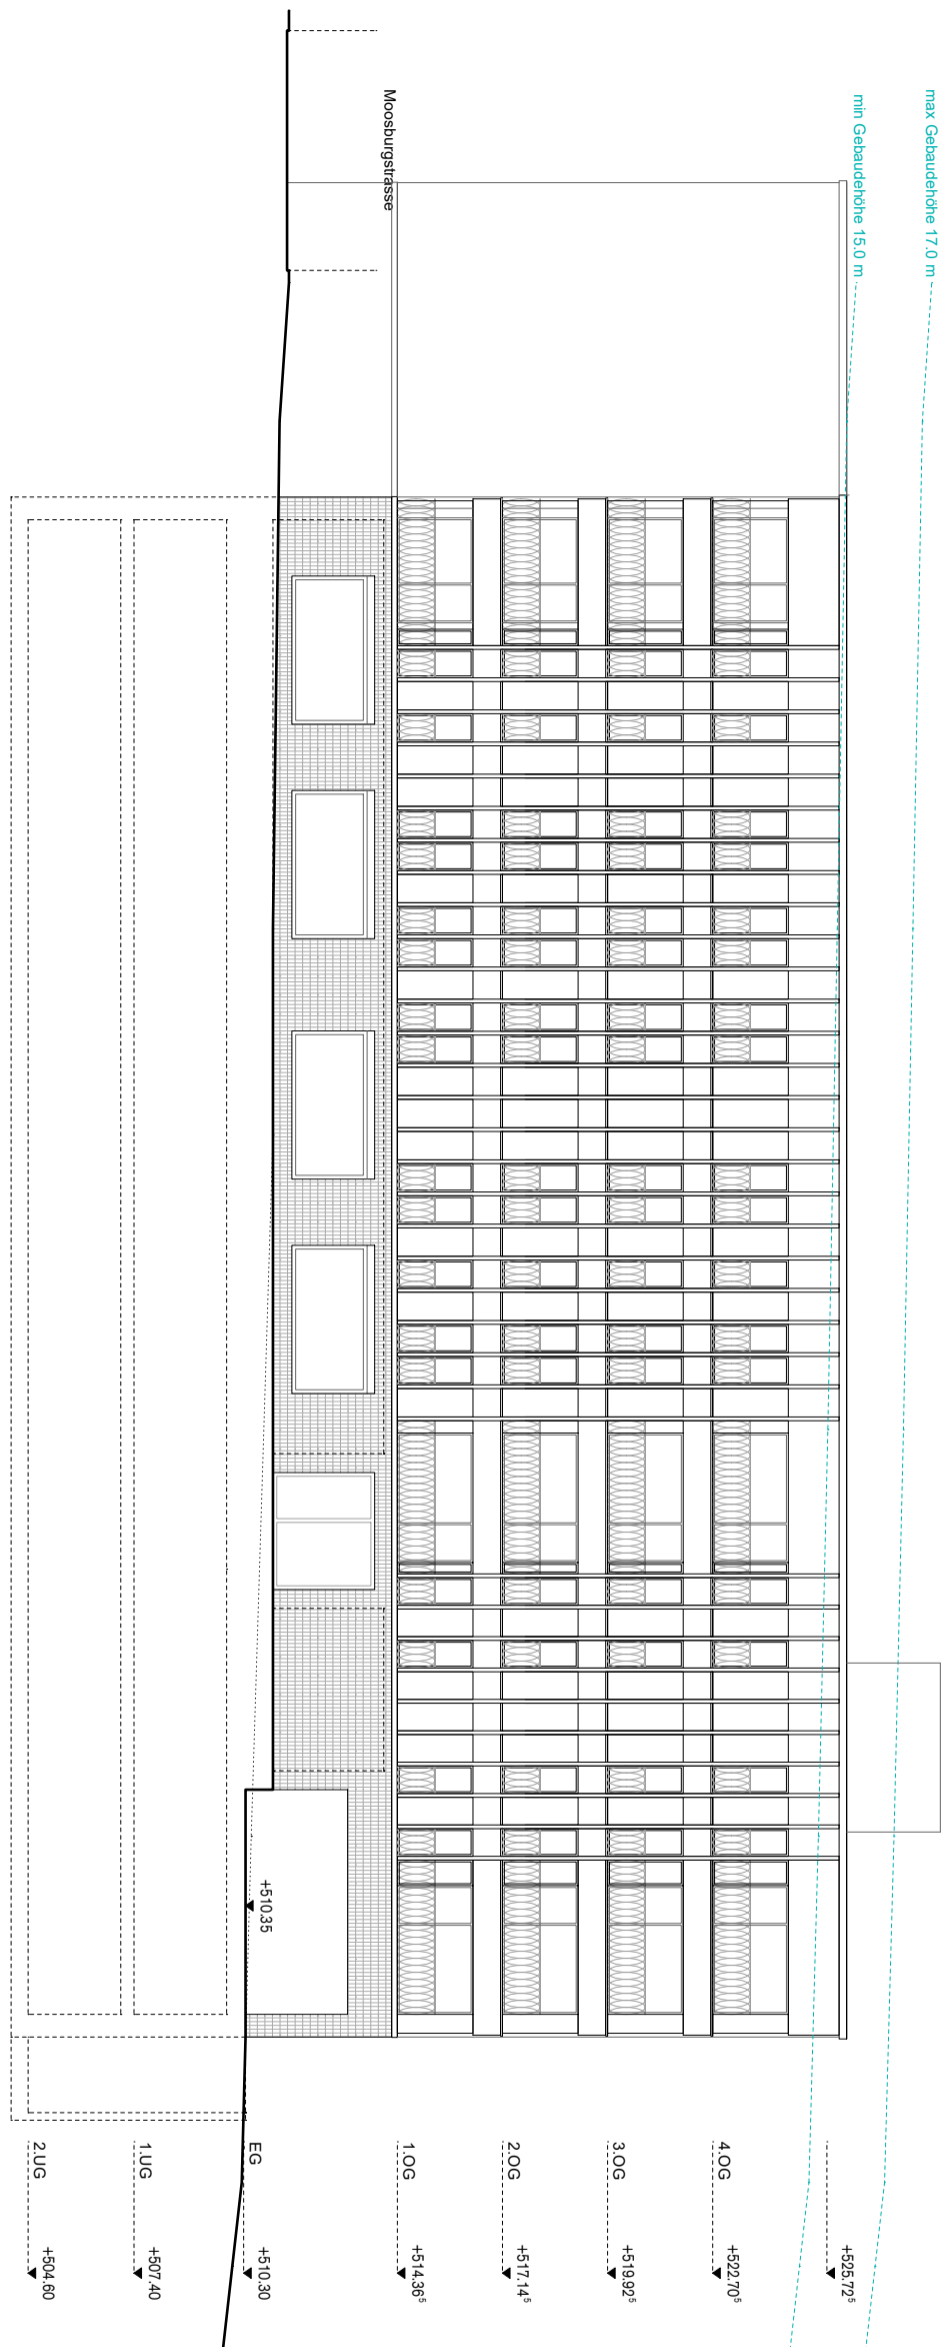 max Gebaudehöhe 17.0 m
min Gebaudehöhe 15.0 m
Moosburgstrasse
+510.35
+525.72⁵
4.OG
+522.70⁵
3.OG
+519.92⁵
2.OG
+517.14⁵
1.OG
+514.36⁵
EG
+510.30
1.UG
+507.40
2.UG
+504.60